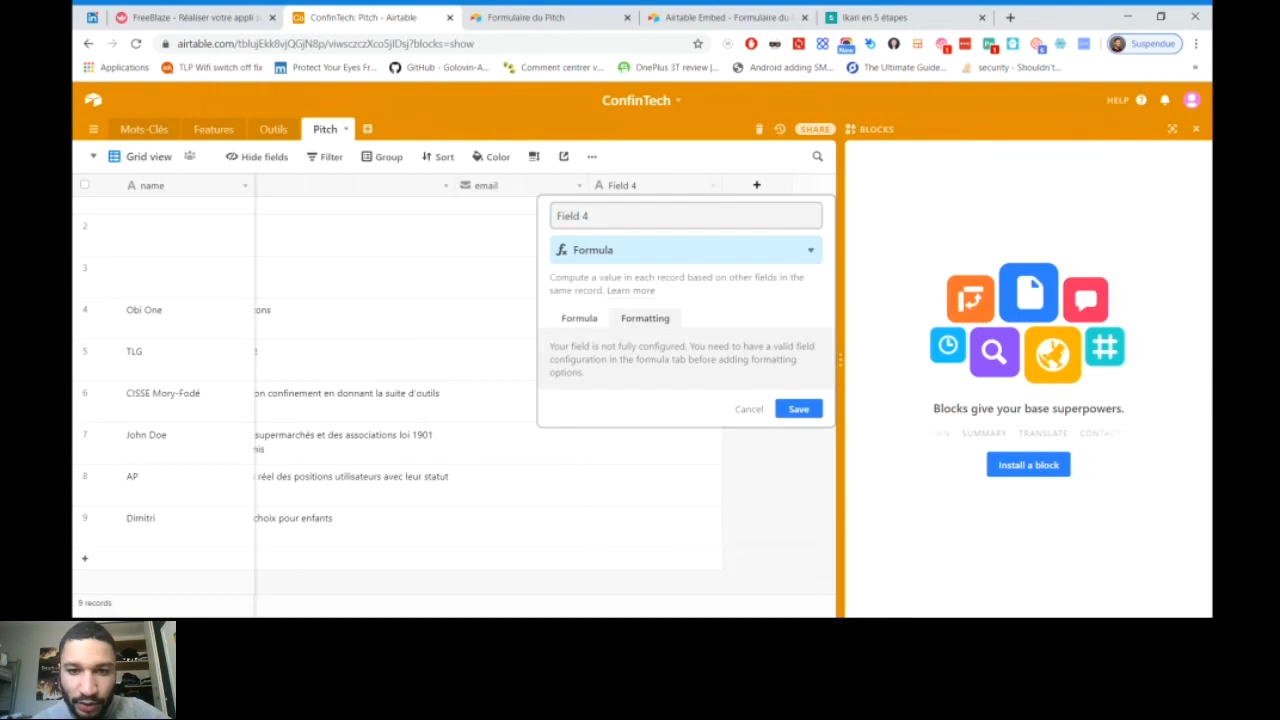 FreeBlaze - Réaliser votre appli s
ConfinTech: Pitch - Airtable
Formulaire du Pitch
Airtable Embed - Formulaire du
Ikari en 5 étapes
airtable.com/tblujEkk8vjQGjN8p/viwsczczXco5jIDsj?blocks=show
New
Suspendue
Applications
TLP Wifi switch off fix
Protect Your Eyes Fr...
GitHub - Golovin-A...
Comment centrer v...
OnePlus 3T review |...
Android adding SM...
The Ultimate Guide...
security - Shouldn't...
»
ConfinTech
HELP
Mots-Clés
Features
Outils
Pitch
SHARE
BLOCKS
Grid view
Hide fields
Filter
Group
Sort
Color
...
name
email
Field 4
2
3
4 Obi One
5 TLG
6 CISSE Mory-Fodé on confinement en donnant la suite d'outils
7 John Doe supermarchés et des associations loi 1901
8 AP réel des positions utilisateurs avec leur statut
9 Dimitri choix pour enfants
+
9 records
Field 4
Formula
Compute a value in each record based on other fields in the
same record. Learn more
Formula Formatting
Your field is not fully configured. You need to have a valid field
configuration in the formula tab before adding formatting
options.
Cancel Save
Blocks give your base superpowers.
SUMMARY TRANSLATE CONTACT
Install a block